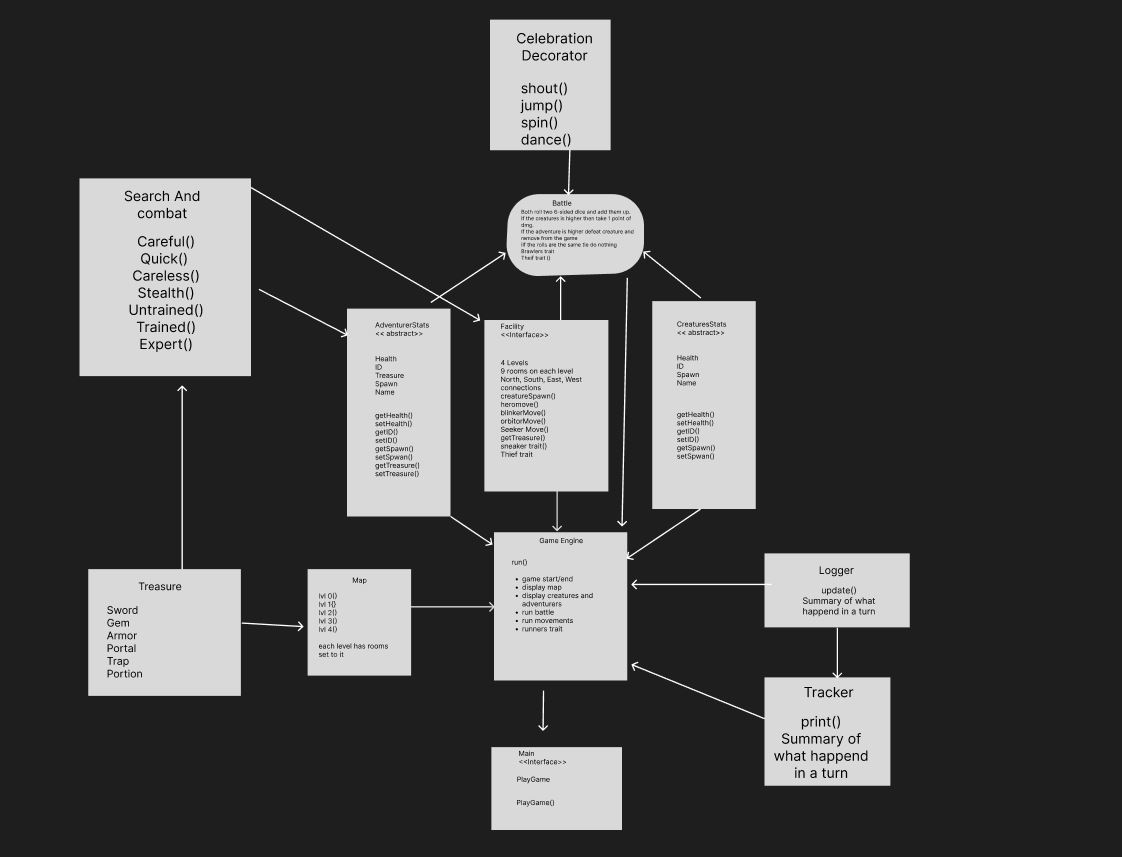 Celebration
Decorator
shout()
jump()
spin()
dance()
Search And
combat
Careful()
Quick()
Careless()
Stealth()
Untrained()
Trained()
Expert()
Battle
Both roll two 6-sided dice and add them up.
If the creatures is higher then take 1 point of
dmg.
If the adventure is higher defeat creature and
remove from the game
iIf the rolls are the same tie do nothing
Brawlers trait
Theif trait ()
AdventurerStats
<< abstract>>
Health
ID
Treasure
Spawn
Name
getHealth()
setHealth()
getID()
setID()
getSpawn()
setSpwan()
getTreasure()
setTreasure()
Facility
<<Interface>>
4 Levels
9 rooms on each level
North, South, East, West
connections
creatureSpawn()
heromove()
blinkerMove()
orbitorMove()
Seeker Move()
getTreasure()
sneaker trait()
Thief trait
CreaturesStats
<< abstract>>
Health
ID
Spawn
Name
getHealth()
setHealth()
getID()
setID()
getSpawn()
setSpwan()
Treasure
Sword
Gem
Armor
Portal
Trap
Portion
Map
lvl 0()
lvl 1()
lvl 2()
lvl 3()
lvl 4()
each level has rooms
set to it
Game Engine
run()
• game start/end
• display map
• display creatures and
adventurers
• run battle
• run movements
• runners trait
Logger
update()
Summary of what
happend in a turn
Tracker
print()
Summary of
what happend
in a turn
Main
<<Interface>>
PlayGame
PlayGame()